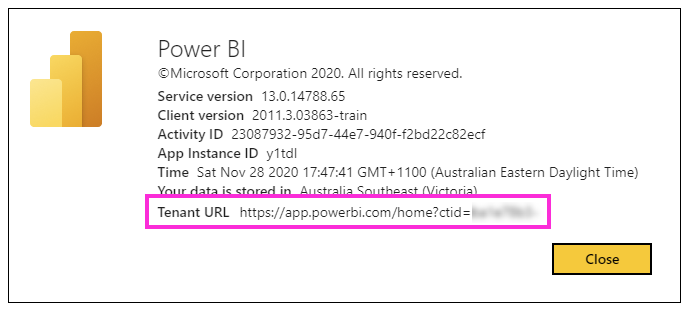 Power BI
©Microsoft Corporation 2020. All rights reserved.
Service version 13.0.14788.65
Client version 2011.3.03863-train
Activity ID 23087932-95d7-44e7-940f-f2bd22c82ecf
App Instance ID y1tdl
Time Sat Nov 28 2020 17:47:41 GMT+1100 (Australian Eastern Daylight Time)
Your data is stored in Australia Southeast (Victoria)
Tenant URL https://app.powerbi.com/home?ctid=
Close